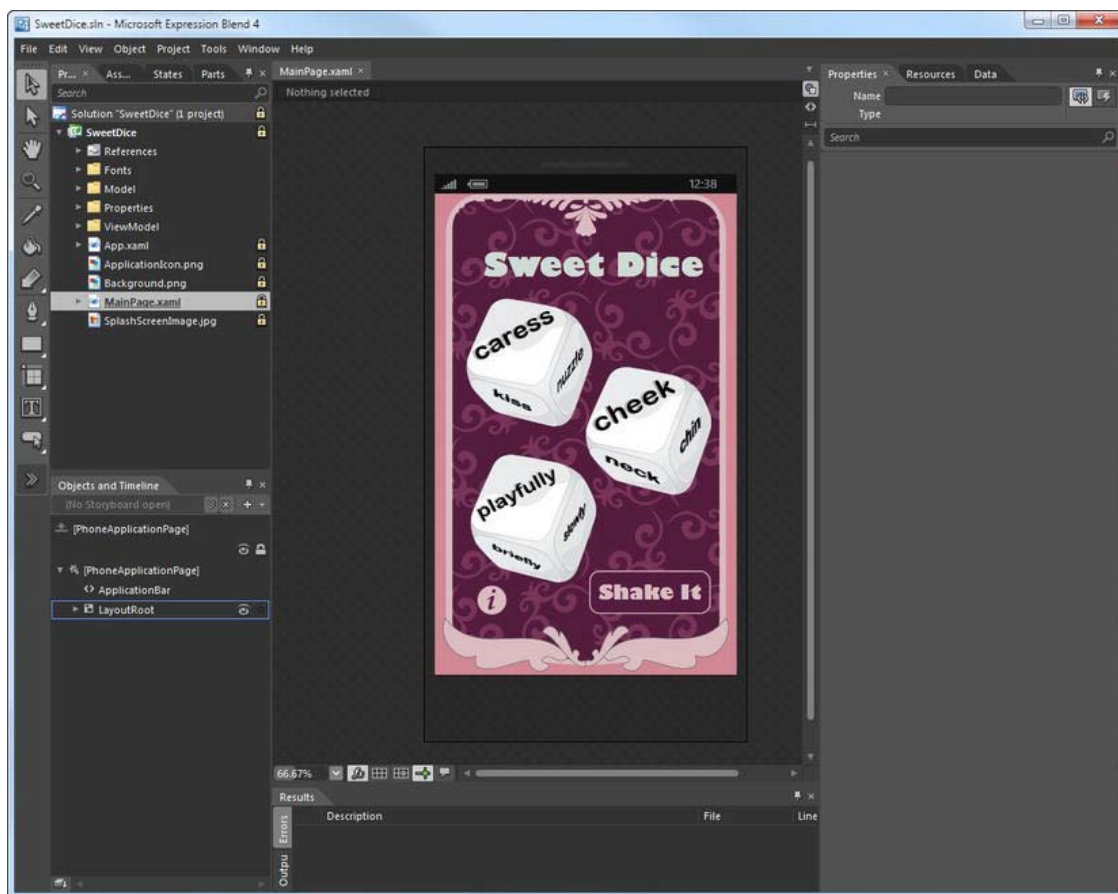 SweetDice.sln - Microsoft Expression Blend 4
File Edit View Object Project Tools Window Help
Pr... × Ass... States Parts
Search
Solution "SweetDice" (1 project)
SweetDice
References
Fonts
Model
Properties
ViewModel
App.xaml
ApplicationIcon.png
Background.png
MainPage.xaml
SplashScreenImage.jpg
Objects and Timeline
(No Storyboard open)
[PhoneApplicationPage]
[PhoneApplicationPage]
ApplicationBar
LayoutRoot
MainPage.xaml ×
Nothing selected
12:38
Sweet Dice
caress
nuzzle
kiss
cheek
chin
neck
playfully
slowly
briefly
i
Shake It
66.67%
Results
Errors
Outpu
Description File Line
Properties × Resources Data
Name
Type
Search